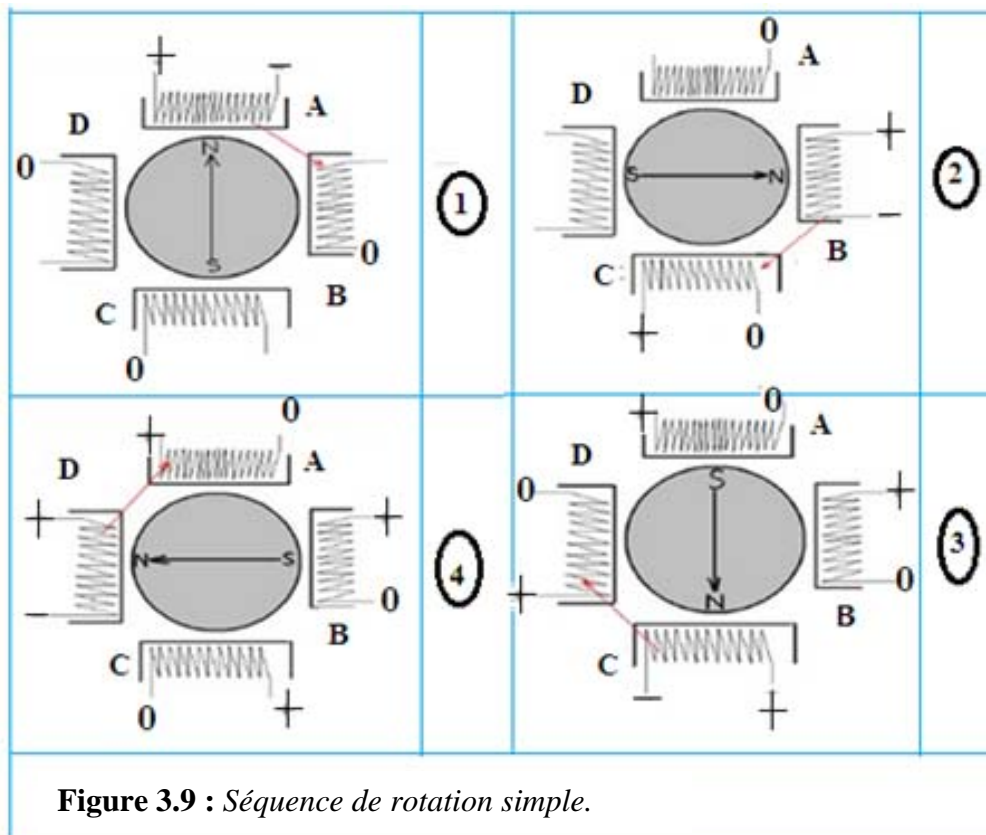 + −
A
D
N
0
1
S
0
B
C
0
0
A
D
+
S N
2
−
B
C :
+ 0
0
+
A
D
+
+
N S
4
− 0
B
C
0 +
+ 0
A
D
S
0 +
3
+ 0
N
B
C
− +
Figure 3.9 : Séquence de rotation simple.